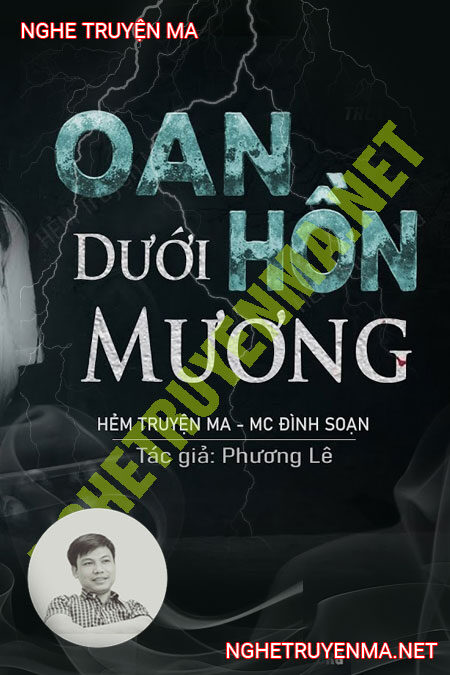 NGHE TRUYỆN MA
OAN
DƯỚI HỒN
MƯƠNG
HẺM TRUYỆN MA - MC ĐÌNH SOẠN
Tác giả: Phương Lê
NGHETRUYENMA.NET
NGHETRUYENMA.NET